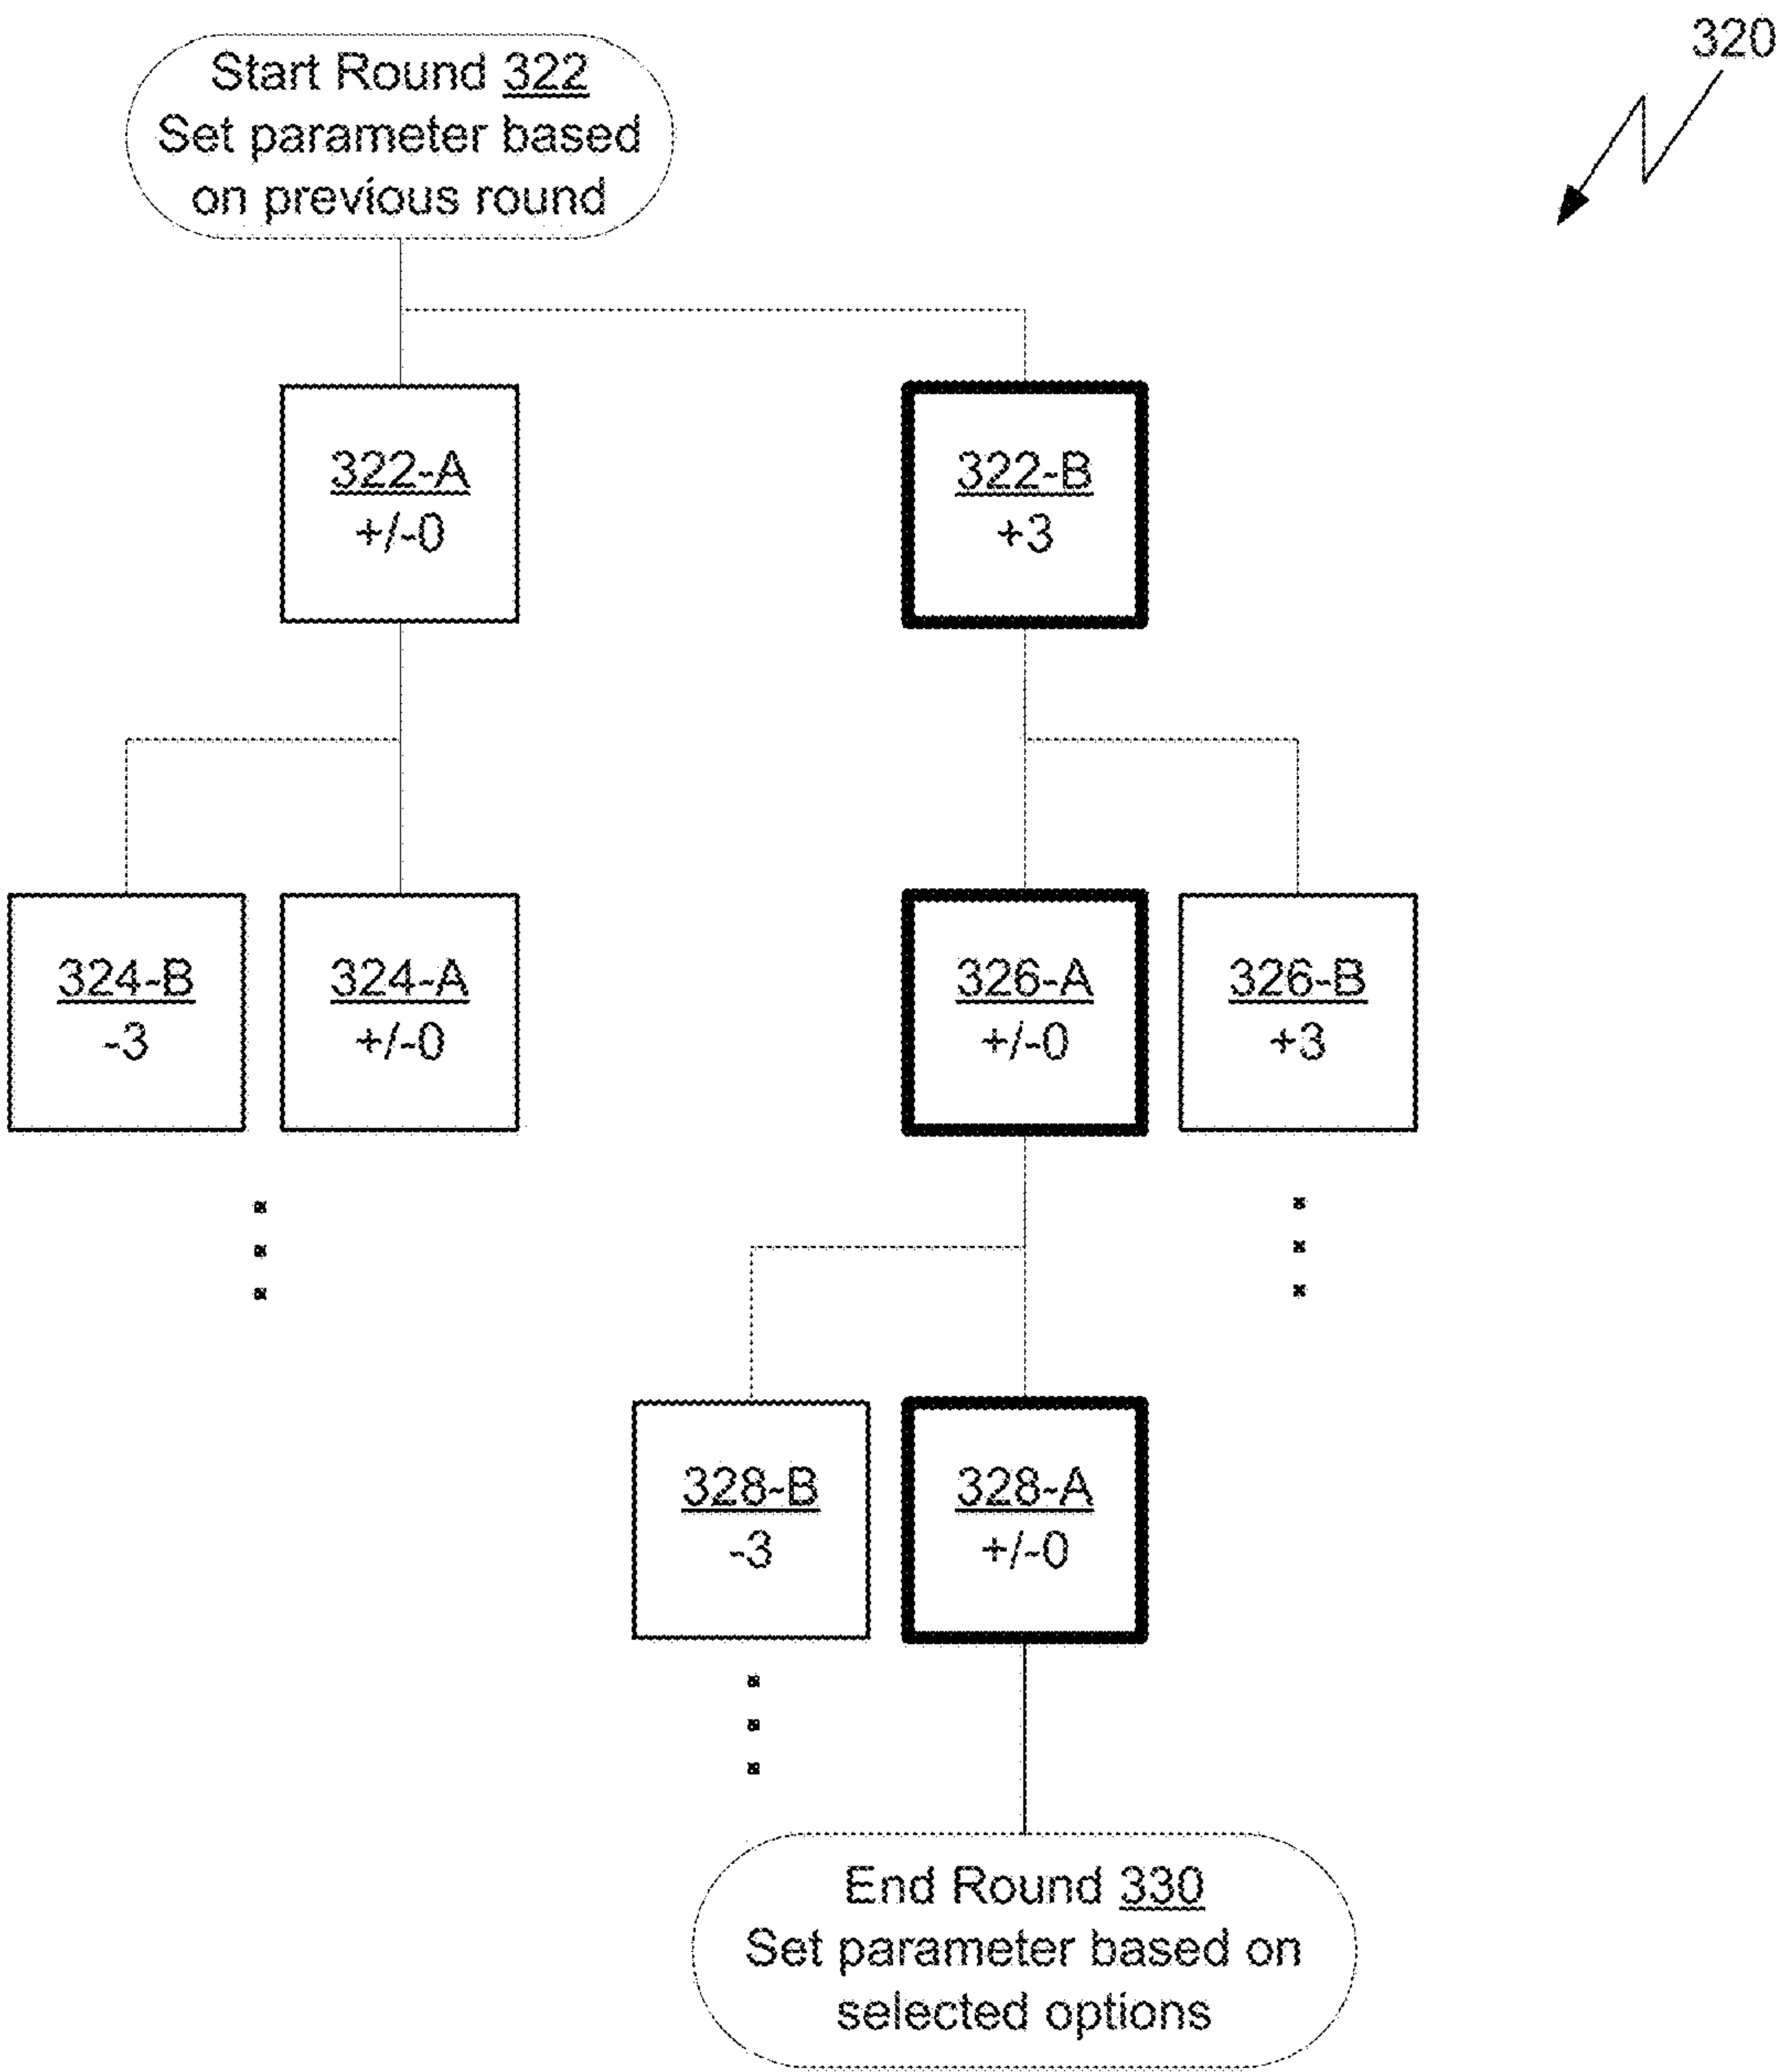 320
Start Round 322
Set parameter based
on previous round
322-A
+/-0
322-B
+3
324-B
-3
324-A
+/-0
326-A
+/-0
326-B
+3
328-B
-3
328-A
+/-0
End Round 330
Set parameter based on
selected options